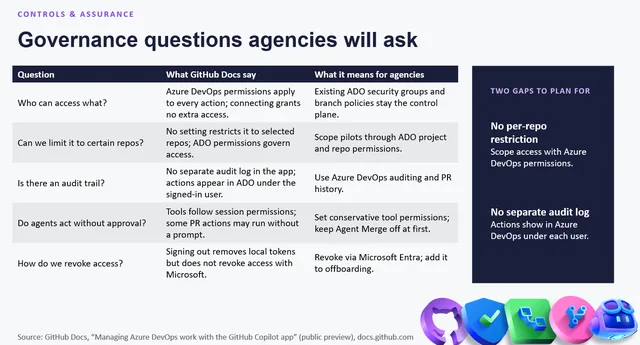 CONTROLS & ASSURANCE
Governance questions agencies will ask
Question
What GitHub Docs say
What it means for agencies
Who can access what?
Azure DevOps permissions apply
to every action; connecting grants
no extra access.
Existing ADO security groups and
branch policies stay the control
plane.
Can we limit it to certain repos?
No setting restricts it to selected
repos; ADO permissions govern
access.
Scope pilots through ADO project
and repo permissions.
Is there an audit trail?
No separate audit log in the app;
actions appear in ADO under the
signed-in user.
Use Azure DevOps auditing and PR
history.
Do agents act without approval?
Tools follow session permissions;
some PR actions may run without
a prompt.
Set conservative tool permissions;
keep Agent Merge off at first.
How do we revoke access?
Signing out removes local tokens
but does not revoke access with
Microsoft.
Revoke via Microsoft Entra; add it
to offboarding.
TWO GAPS TO PLAN FOR
No per-repo
restriction
Scope access with Azure
DevOps permissions.
No separate audit log
Actions show in Azure
DevOps under each user.
Source: GitHub Docs, “Managing Azure DevOps work with the GitHub Copilot app” (public preview), docs.github.com